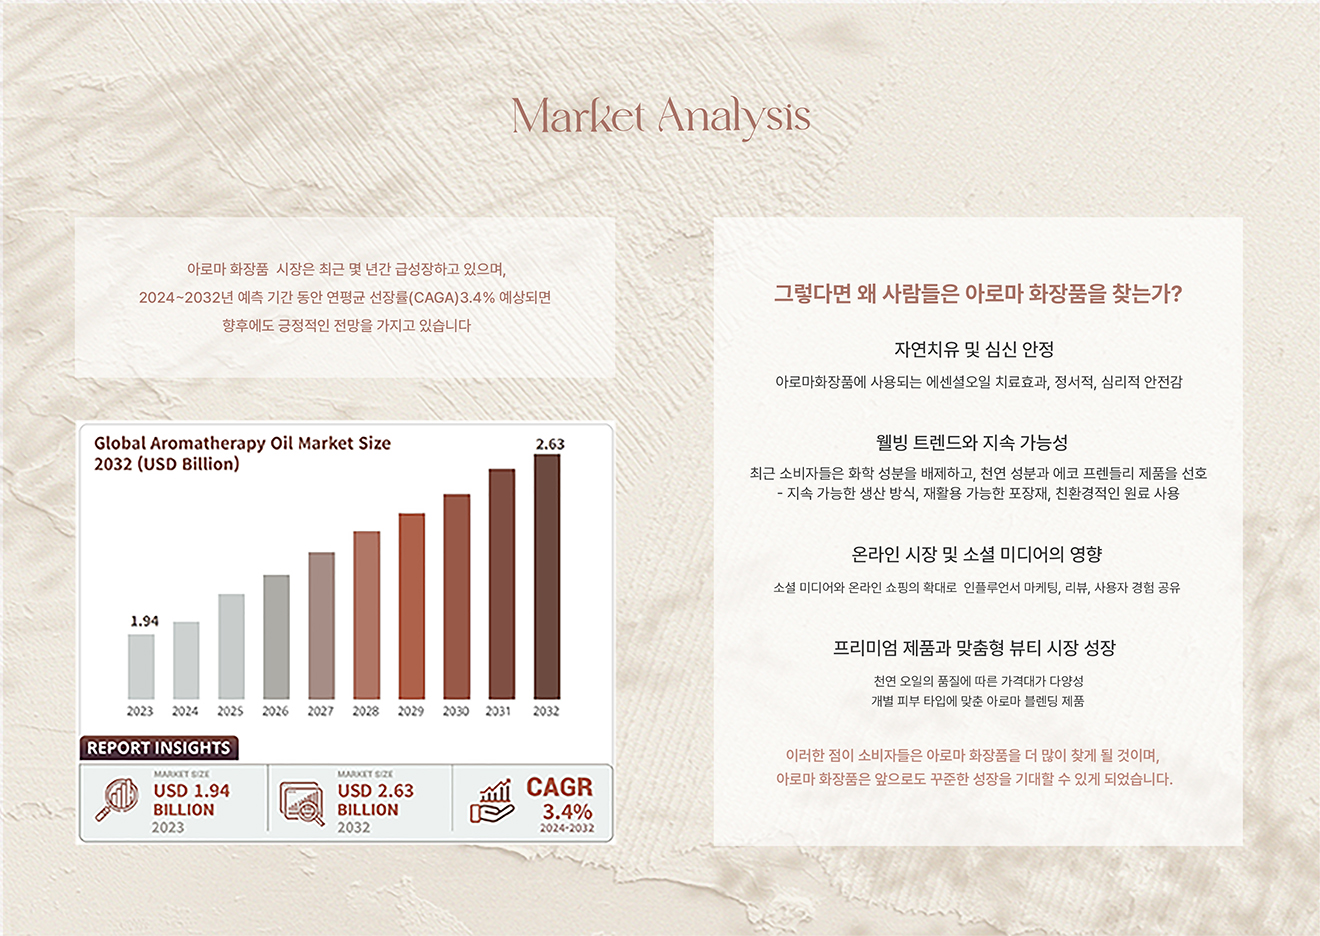 Market Analysis
아로마 화장품 시장은 최근 몇 년간 급성장하고 있으며,
2024~2032년 예측 기간 동안 연평균 선장률(CAGA)3.4% 예상되면
향후에도 긍정적인 전망을 가지고 있습니다
Global Aromatherapy Oil Market Size
2032 (USD Billion)
2.63
1.94
2023 2024 2025 2026 2027 2028 2029 2030 2031 2032
REPORT INSIGHTS
MARKET SIZE
USD 1.94
BILLION
2023
MARKET SIZE
USD 2.63
BILLION
2032
CAGR
3.4%
2024-2032
그렇다면 왜 사람들은 아로마 화장품을 찾는가?
자연치유 및 심신 안정
아로마화장품에 사용되는 에센셜오일 치료효과, 정서적, 심리적 안전감
웰빙 트렌드와 지속 가능성
최근 소비자들은 화학 성분을 배제하고, 천연 성분과 에코 프렌들리 제품을 선호
- 지속 가능한 생산 방식, 재활용 가능한 포장재, 친환경적인 원료 사용
온라인 시장 및 소셜 미디어의 영향
소셜 미디어와 온라인 쇼핑의 확대로 인플루언서 마케팅, 리뷰, 사용자 경험 공유
프리미엄 제품과 맞춤형 뷰티 시장 성장
천연 오일의 품질에 따른 가격대가 다양성
개별 피부 타입에 맞춘 아로마 블렌딩 제품
이러한 점이 소비자들은 아로마 화장품을 더 많이 찾게 될 것이며,
아로마 화장품은 앞으로도 꾸준한 성장을 기대할 수 있게 되었습니다.